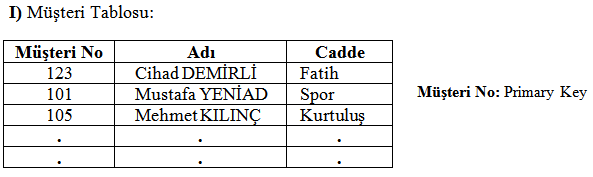 I) Müşteri Tablosu:
Müşteri No Adı Cadde
123 Cihad DEMİRLİ Fatih
101 Mustafa YENİAD Spor
105 Mehmet KILINÇ Kurtuluş
. . .
. . .
Müşteri No: Primary Key